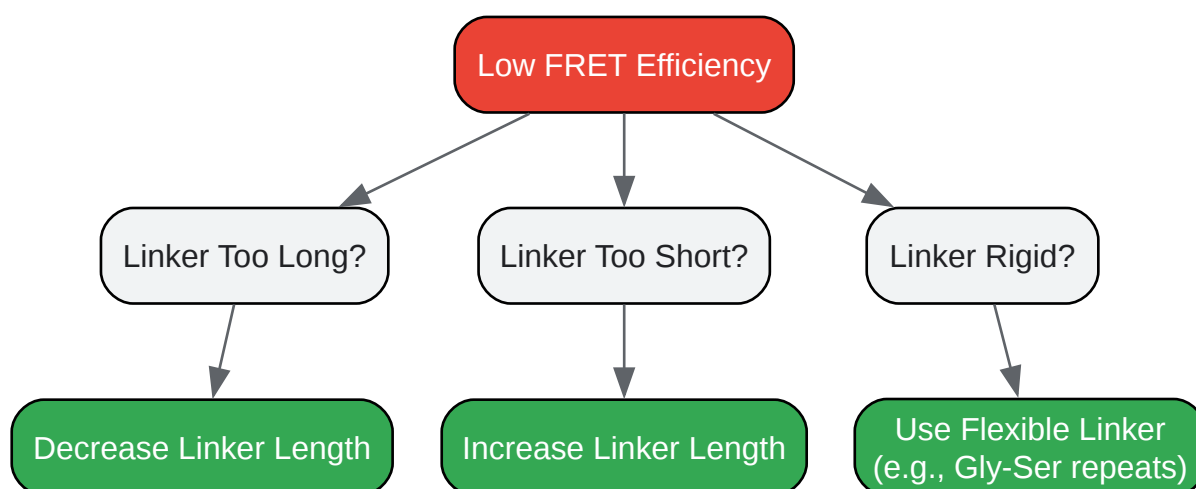 Low FRET Efficiency
Linker Too Long?
Linker Too Short?
Linker Rigid?
Decrease Linker Length
Increase Linker Length
Use Flexible Linker
(e.g., Gly-Ser repeats)